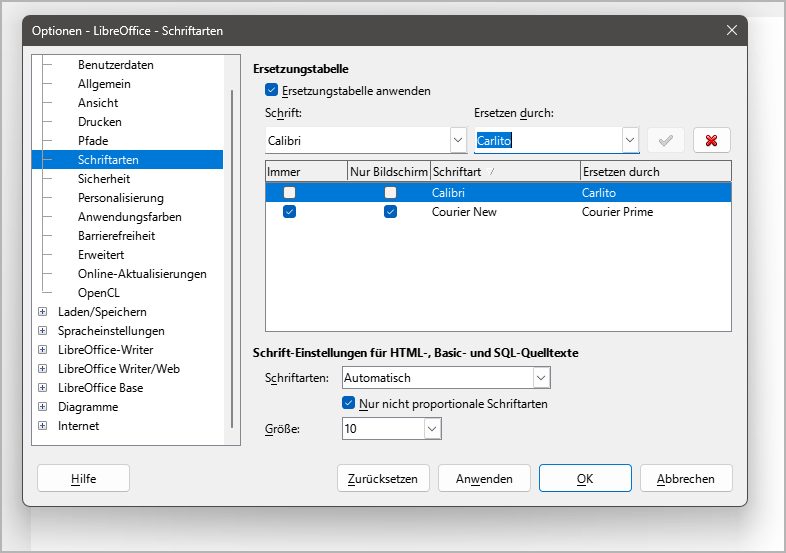 Optionen - LibreOffice - Schriftarten
Benutzerdaten
Allgemein
Ansicht
Drucken
Pfade
Schriftarten
Sicherheit
Personalisierung
Anwendungsfarben
Barrierefreiheit
Erweitert
Online-Aktualisierungen
OpenCL
Laden/Speichern
Spracheinstellungen
LibreOffice-Writer
LibreOffice Writer/Web
LibreOffice Base
Diagramme
Internet
Ersetzungstabelle
Ersetzungstabelle anwenden
Schrift: Ersetzen durch:
Calibri Carlito
Immer Nur Bildschirm Schriftart Ersetzen durch
Calibri Carlito
Courier New Courier Prime
Schrift-Einstellungen für HTML-, Basic- und SQL-Quelltexte
Schriftarten: Automatisch
Nur nicht proportionale Schriftarten
Größe: 10
Hilfe Zurücksetzen Anwenden OK Abbrechen